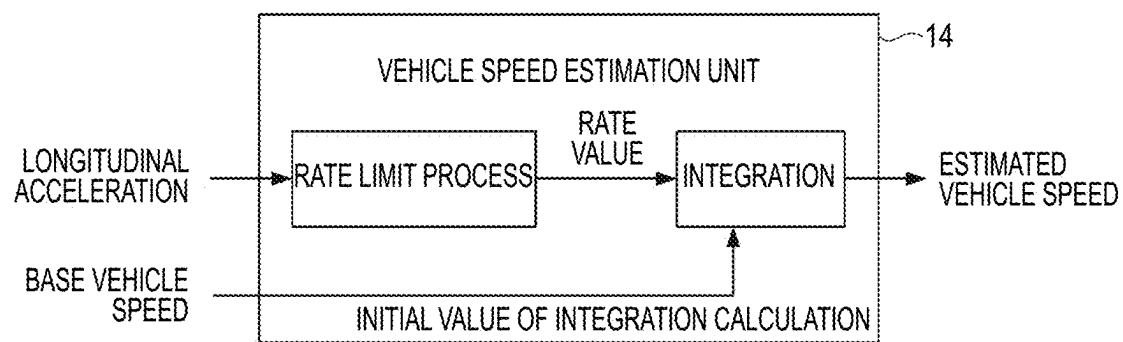 14
VEHICLE SPEED ESTIMATION UNIT
RATE
VALUE
LONGITUDINAL
ACCELERATION
RATE LIMIT PROCESS
INTEGRATION
ESTIMATED
VEHICLE SPEED
BASE VEHICLE
SPEED
INITIAL VALUE OF INTEGRATION CALCULATION